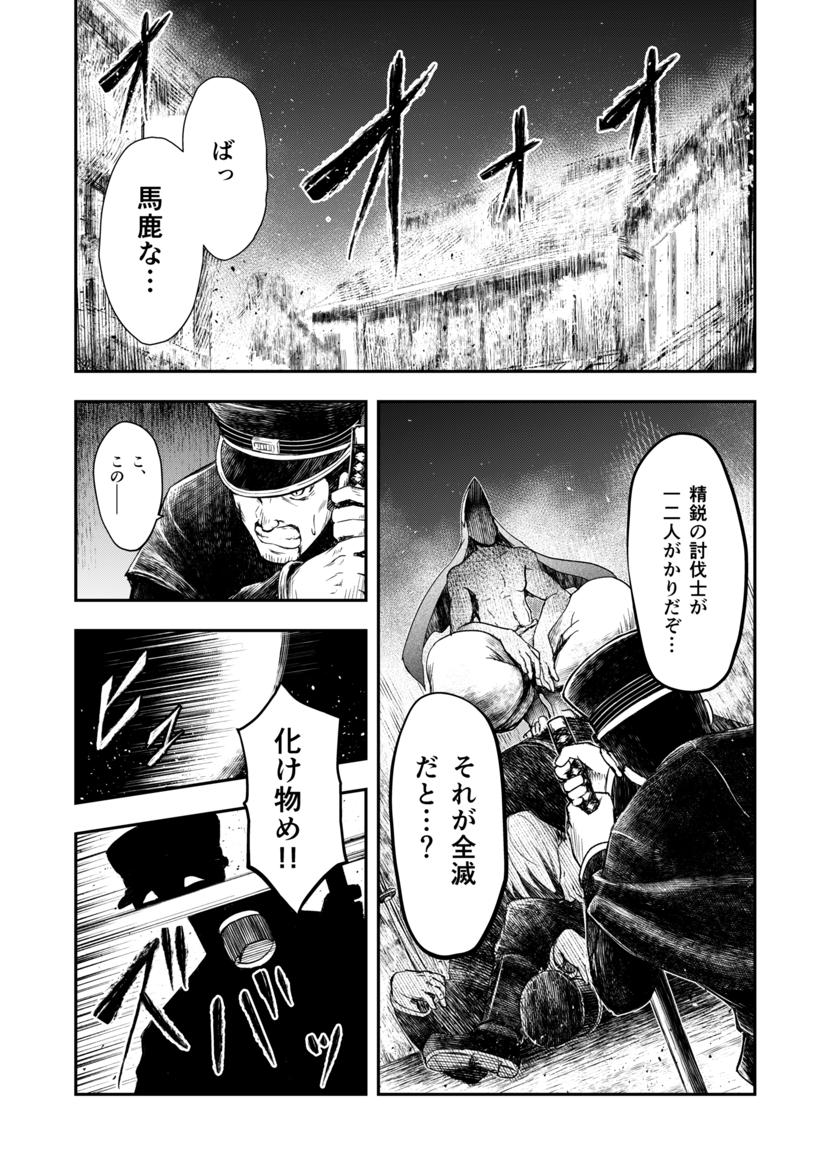 オオオオ
ばっ
馬鹿な…
精鋭の討伐士が
一二人がかりだぞ…
それが全滅
だと…?
こ、
この──
化け物め!!
ヒュ
ズバッ